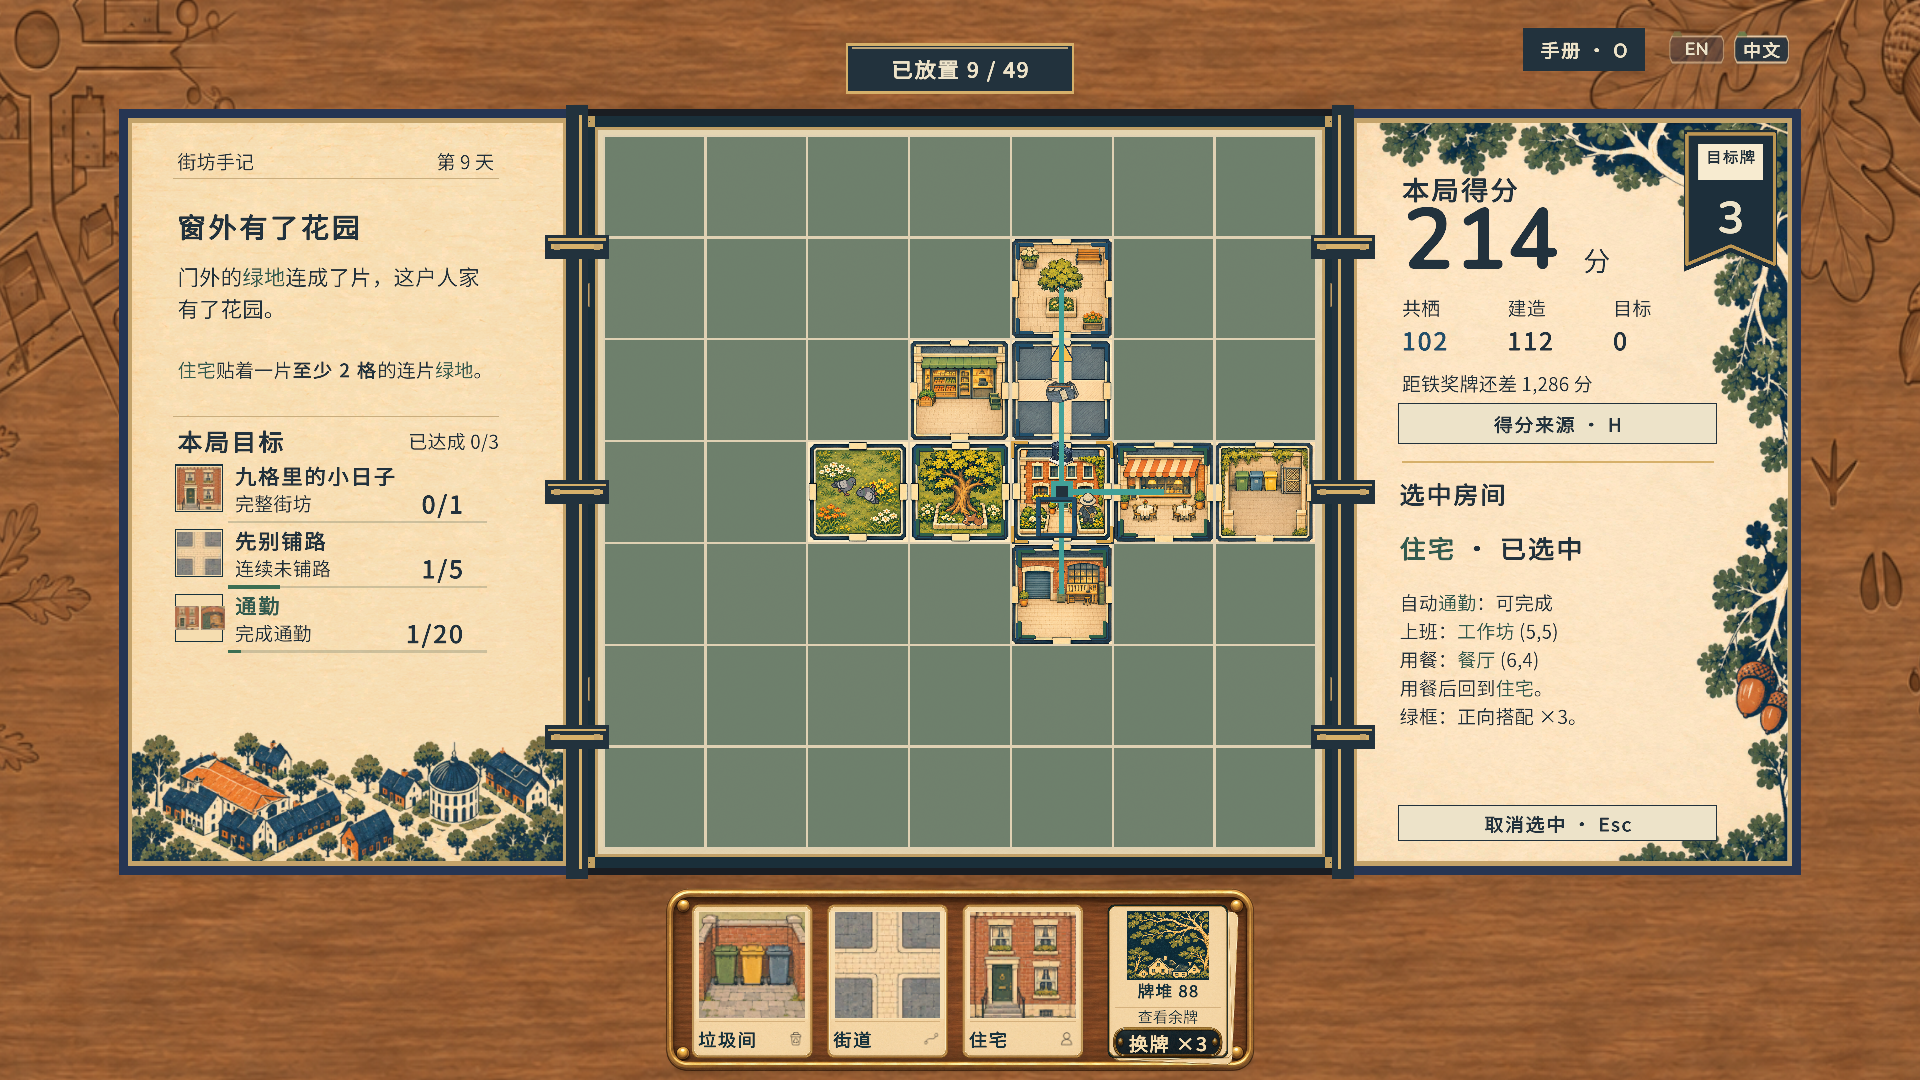 已放置 9 / 49
手册 · O
EN
中文
街坊手记
第 9 天
窗外有了花园
门外的绿地连成了片，这户人家
有了花园。
住宅贴着一片至少 2 格的连片绿地。
本局目标
已达成 0/3
九格里的小日子
完整街坊
0/1
先别铺路
连续未铺路
1/5
通勤
完成通勤
1/20
目标牌
3
本局得分
214 分
共栖
建造
目标
102
112
0
距铁奖牌还差 1,286 分
得分来源 · H
选中房间
住宅 · 已选中
自动通勤：可完成
上班：工作坊 (5,5)
用餐：餐厅 (6,4)
用餐后回到住宅。
绿框：正向搭配 ×3。
取消选中 · Esc
垃圾间
街道
住宅
牌堆 88
查看余牌
换牌 ×3